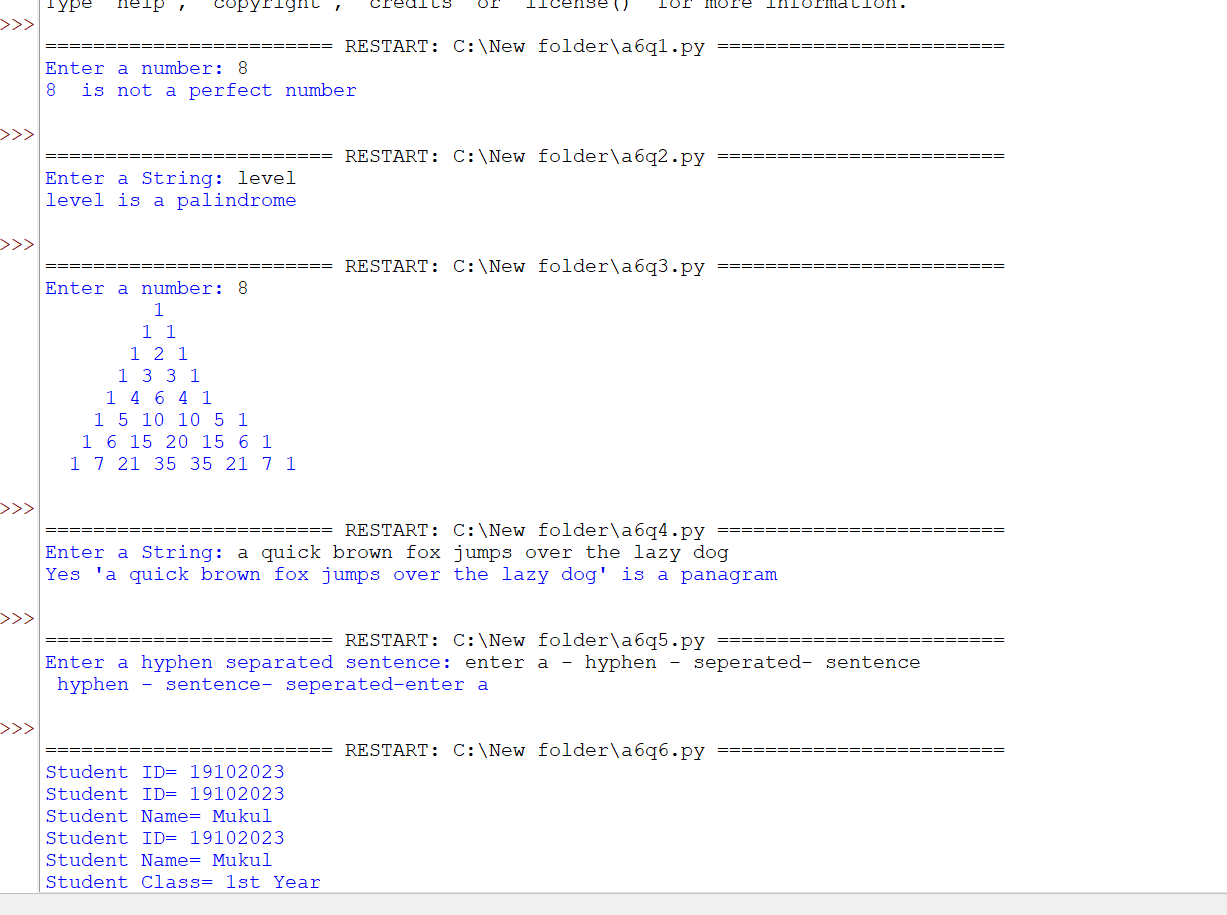 Type "help", "copyright", "credits" or "license()" for more information.
>>>
======================== RESTART: C:\New folder\a6q1.py ========================
Enter a number: 8
8  is not a perfect number
>>>
======================== RESTART: C:\New folder\a6q2.py ========================
Enter a String: level
level is a palindrome
>>>
======================== RESTART: C:\New folder\a6q3.py ========================
Enter a number: 8
1
1 1
1 2 1
1 3 3 1
1 4 6 4 1
1 5 10 10 5 1
1 6 15 20 15 6 1
1 7 21 35 35 21 7 1
>>>
======================== RESTART: C:\New folder\a6q4.py ========================
Enter a String: a quick brown fox jumps over the lazy dog
Yes 'a quick brown fox jumps over the lazy dog' is a panagram
>>>
======================== RESTART: C:\New folder\a6q5.py ========================
Enter a hyphen separated sentence: enter a - hyphen - seperated- sentence
 hyphen - sentence- seperated-enter a
>>>
======================== RESTART: C:\New folder\a6q6.py ========================
Student ID= 19102023
Student ID= 19102023
Student Name= Mukul
Student ID= 19102023
Student Name= Mukul
Student Class= 1st Year